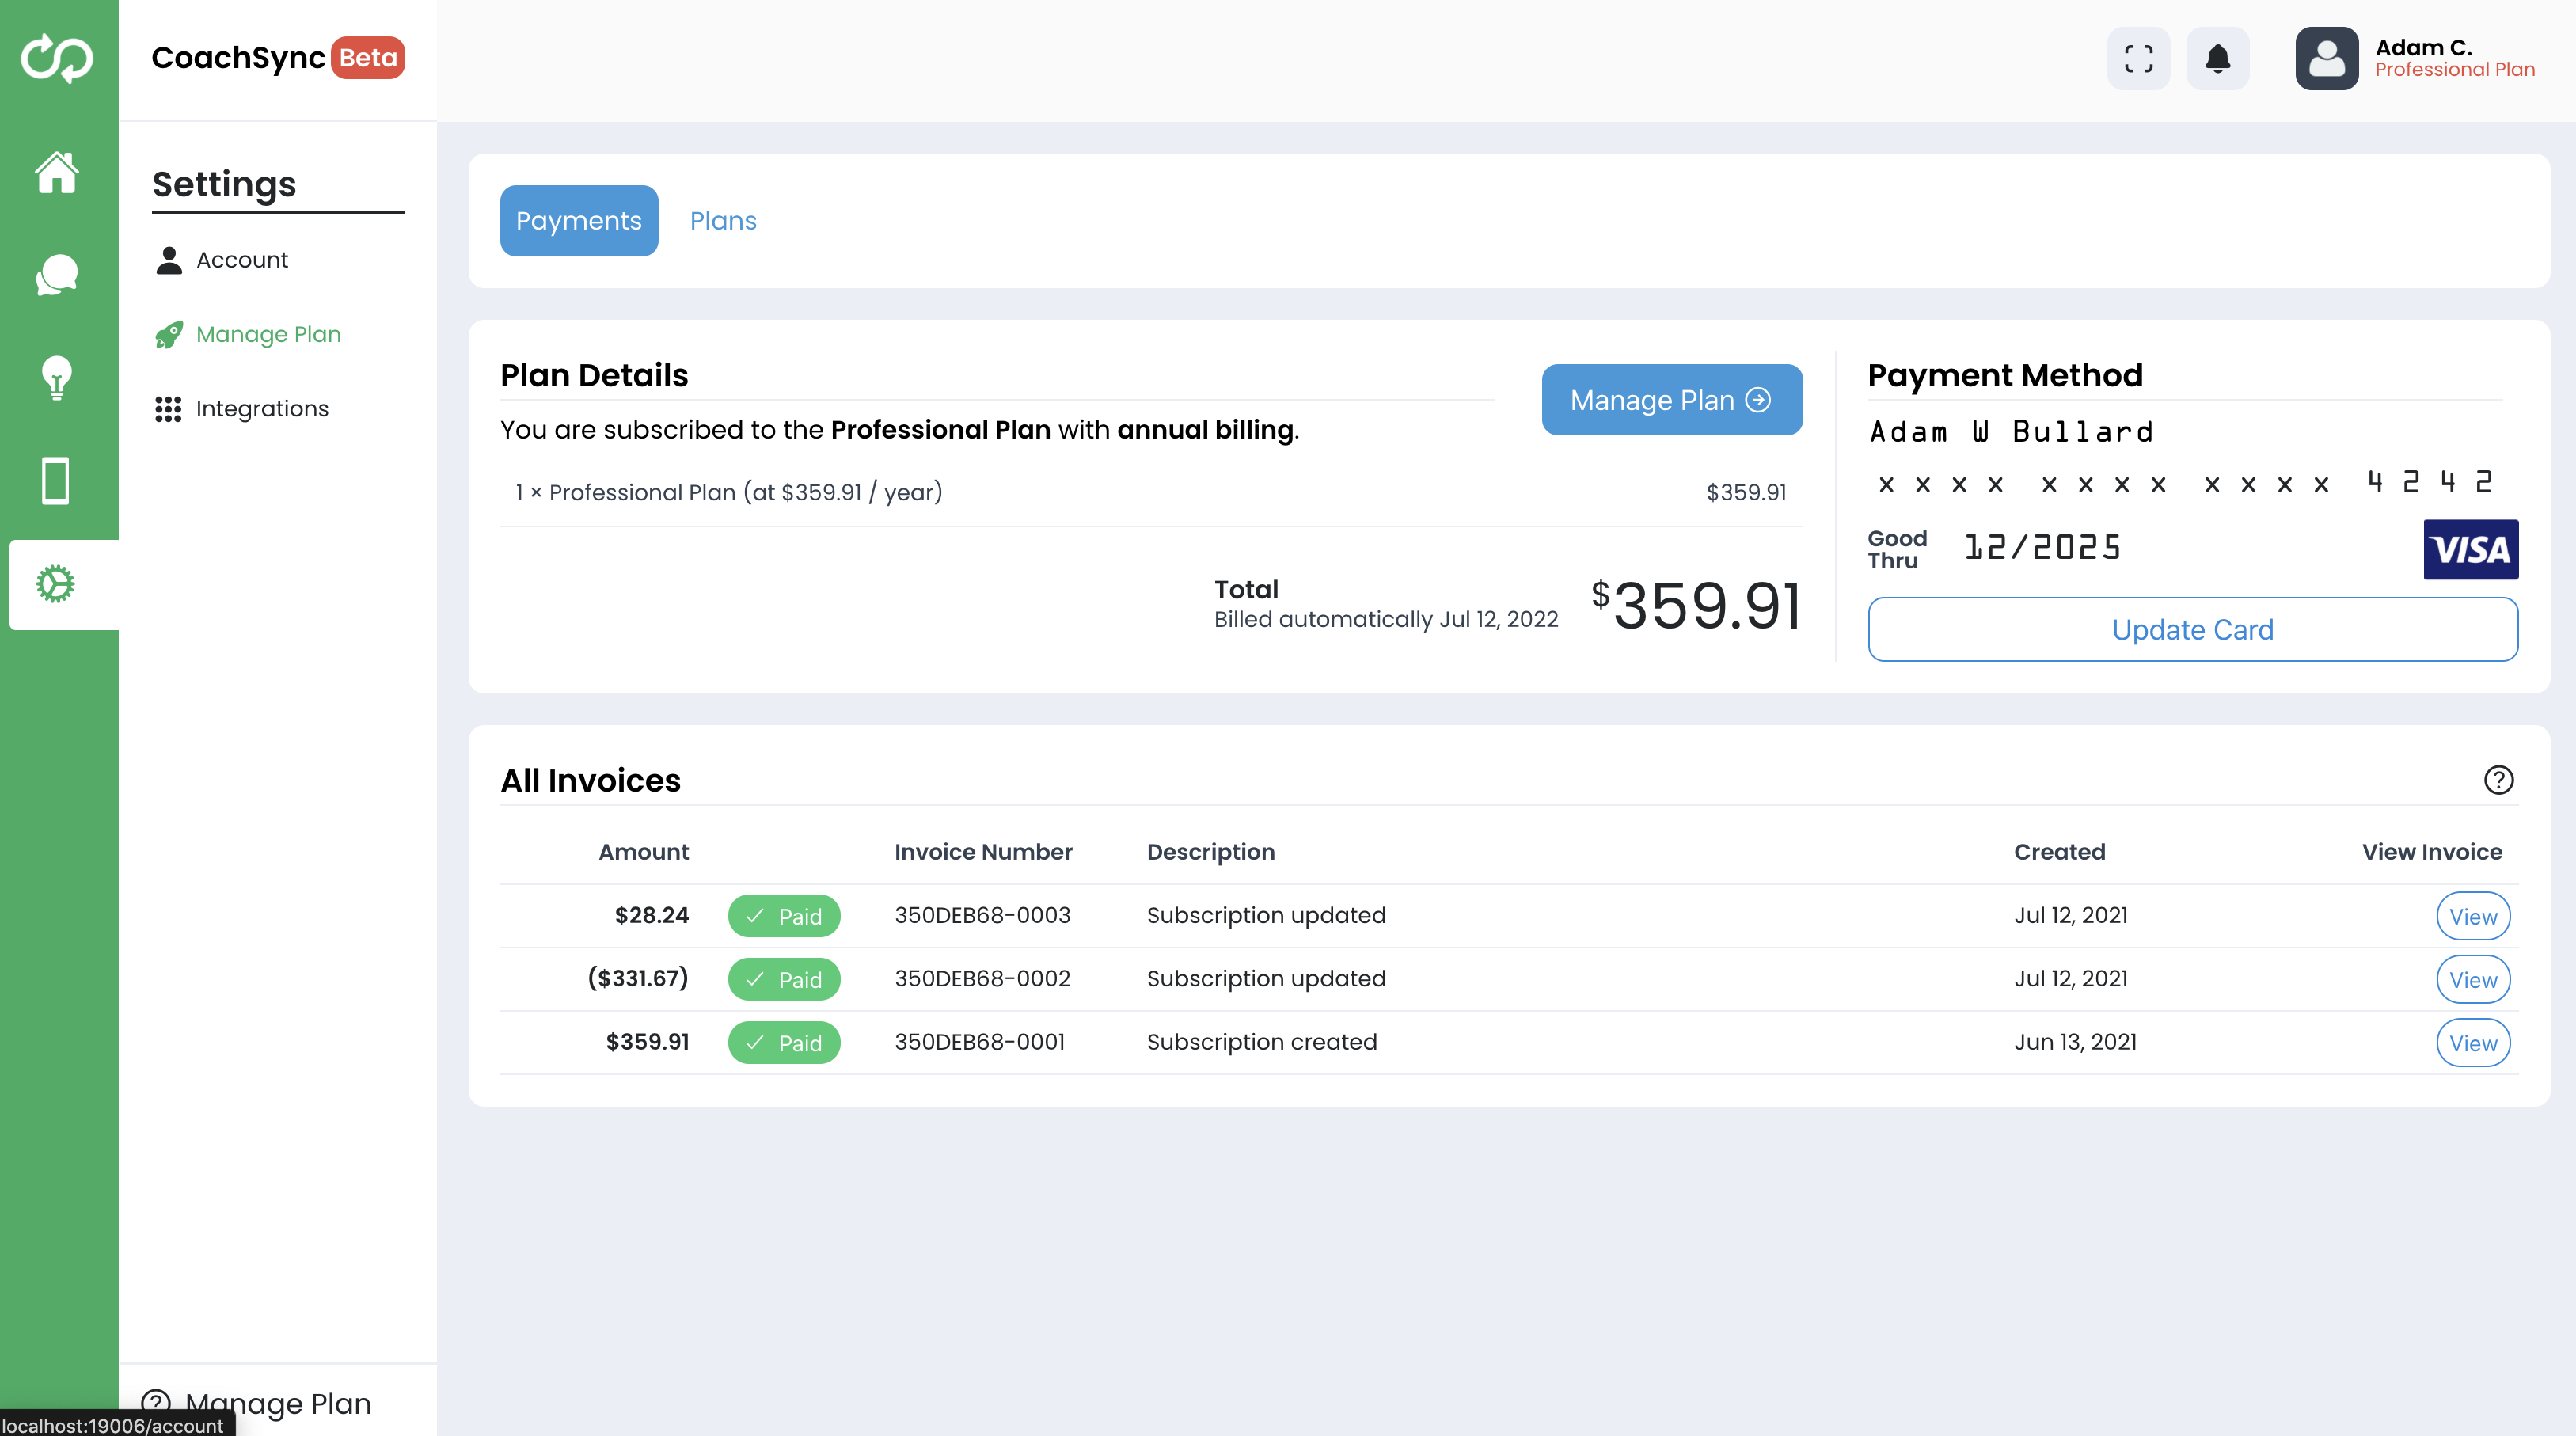 CoachSync Beta
Adam C.
Professional Plan
Settings
Account
Manage Plan
Integrations
Payments Plans
Plan Details
You are subscribed to the Professional Plan with annual billing.
Manage Plan
1 × Professional Plan (at $359.91 / year) $359.91
Total
Billed automatically Jul 12, 2022
$359.91
Payment Method
Adam W Bullard
x x x x x x x x x x x x 4 2 4 2
Good Thru 12/2025
VISA
Update Card
All Invoices
Amount Invoice Number Description Created View Invoice
$28.24 Paid 350DEB68-0003 Subscription updated Jul 12, 2021 View
($331.67) Paid 350DEB68-0002 Subscription updated Jul 12, 2021 View
$359.91 Paid 350DEB68-0001 Subscription created Jun 13, 2021 View
Manage Plan
localhost:19006/account